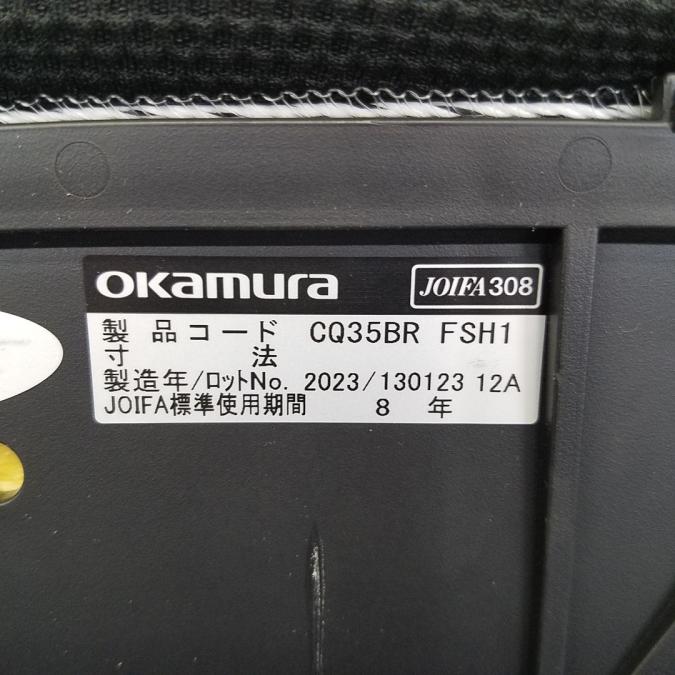 okamura
JOIFA308
製品コード CQ35BR FSH1
寸法
製造年/ロットNo. 2023/130123 12A
JOIFA標準使用期間 8 年